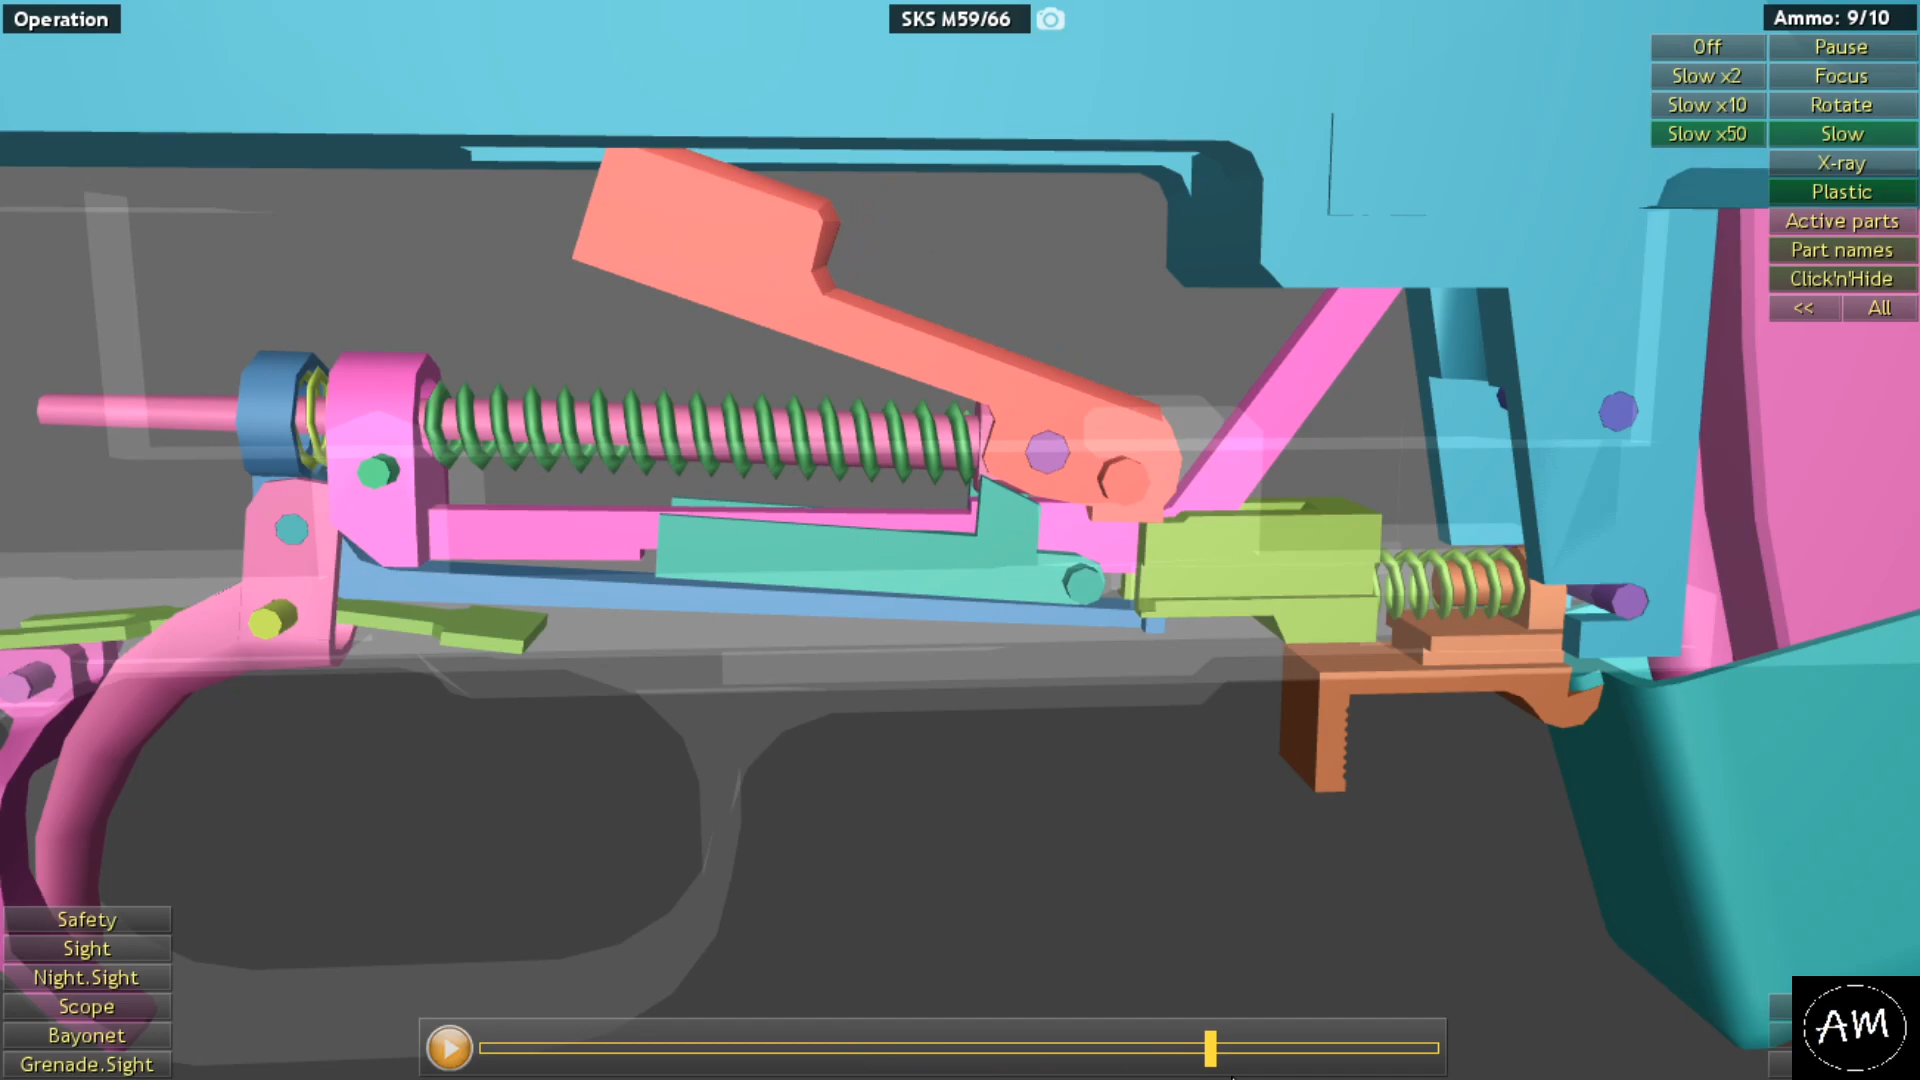 Operation
SKS M59/66
Ammo: 9/10
Off
Pause
Slow x2
Focus
Slow x10
Rotate
Slow x50
Slow
X-ray
Plastic
Active parts
Part names
Click'n'Hide
<<
All
Safety
Sight
Night.Sight
Scope
Bayonet
Grenade.Sight
AM